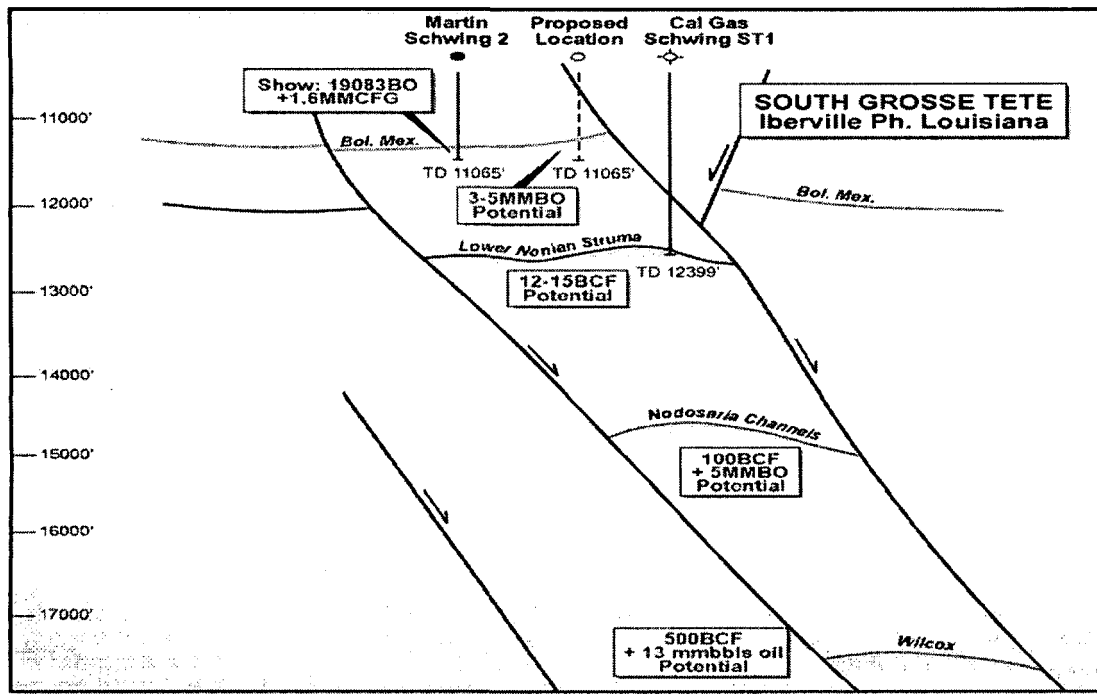 Martin
Schwing 2
Proposed
Location
Cal Gas
Schwing ST1
Show: 19083BO
+1.6MMCFG
SOUTH GROSSE TETE
Iberville Ph. Louisiana
11000'
Bol. Mex.
TD 11065'
TD 11065'
3-5MMBO
Potential
Bol. Mex.
12000'
Lower Nonian Struma
TD 12399'
12-15BCF
Potential
13000'
14000'
Nodosaria Channels
15000'
100BCF
+ 5MMBO
Potential
16000'
17000'
500BCF
+ 13 mmbbls oil
Potential
Wilcox